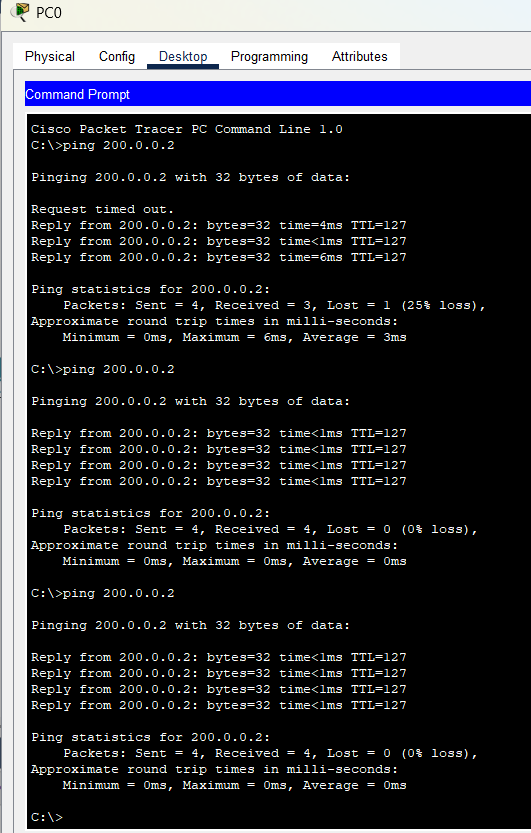 PC0
Physical Config Desktop Programming Attributes
Command Prompt
Cisco Packet Tracer PC Command Line 1.0
C:\>ping 200.0.0.2
Pinging 200.0.0.2 with 32 bytes of data:
Request timed out.
Reply from 200.0.0.2: bytes=32 time=4ms TTL=127
Reply from 200.0.0.2: bytes=32 time<1ms TTL=127
Reply from 200.0.0.2: bytes=32 time=6ms TTL=127
Ping statistics for 200.0.0.2:
    Packets: Sent = 4, Received = 3, Lost = 1 (25% loss),
Approximate round trip times in milli-seconds:
    Minimum = 0ms, Maximum = 6ms, Average = 3ms
C:\>ping 200.0.0.2
Pinging 200.0.0.2 with 32 bytes of data:
Reply from 200.0.0.2: bytes=32 time<1ms TTL=127
Reply from 200.0.0.2: bytes=32 time<1ms TTL=127
Reply from 200.0.0.2: bytes=32 time<1ms TTL=127
Reply from 200.0.0.2: bytes=32 time<1ms TTL=127
Ping statistics for 200.0.0.2:
    Packets: Sent = 4, Received = 4, Lost = 0 (0% loss),
Approximate round trip times in milli-seconds:
    Minimum = 0ms, Maximum = 0ms, Average = 0ms
C:\>ping 200.0.0.2
Pinging 200.0.0.2 with 32 bytes of data:
Reply from 200.0.0.2: bytes=32 time<1ms TTL=127
Reply from 200.0.0.2: bytes=32 time<1ms TTL=127
Reply from 200.0.0.2: bytes=32 time<1ms TTL=127
Reply from 200.0.0.2: bytes=32 time<1ms TTL=127
Ping statistics for 200.0.0.2:
    Packets: Sent = 4, Received = 4, Lost = 0 (0% loss),
Approximate round trip times in milli-seconds:
    Minimum = 0ms, Maximum = 0ms, Average = 0ms
C:\>